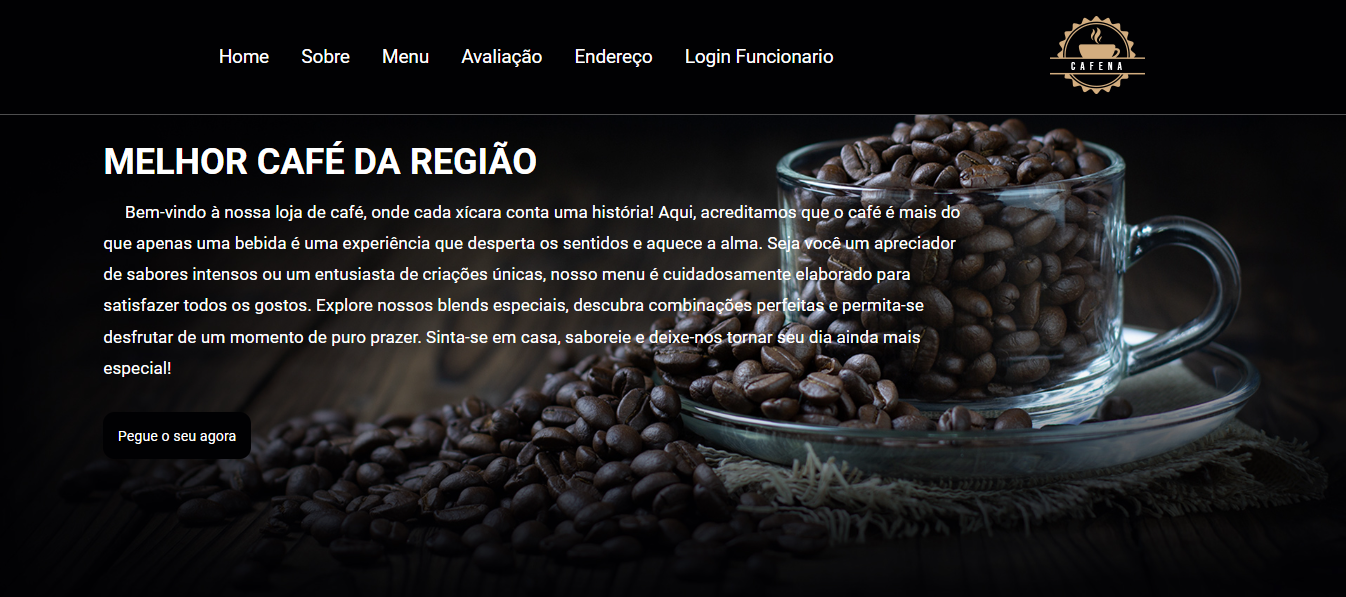 Home Sobre Menu Avaliação Endereço Login Funcionario
CAFENA
MELHOR CAFÉ DA REGIÃO
Bem-vindo à nossa loja de café, onde cada xícara conta uma história! Aqui, acreditamos que o café é mais do
que apenas uma bebida é uma experiência que desperta os sentidos e aquece a alma. Seja você um apreciador
de sabores intensos ou um entusiasta de criações únicas, nosso menu é cuidadosamente elaborado para
satisfazer todos os gostos. Explore nossos blends especiais, descubra combinações perfeitas e permita-se
desfrutar de um momento de puro prazer. Sinta-se em casa, saboreie e deixe-nos tornar seu dia ainda mais
especial!
Pegue o seu agora